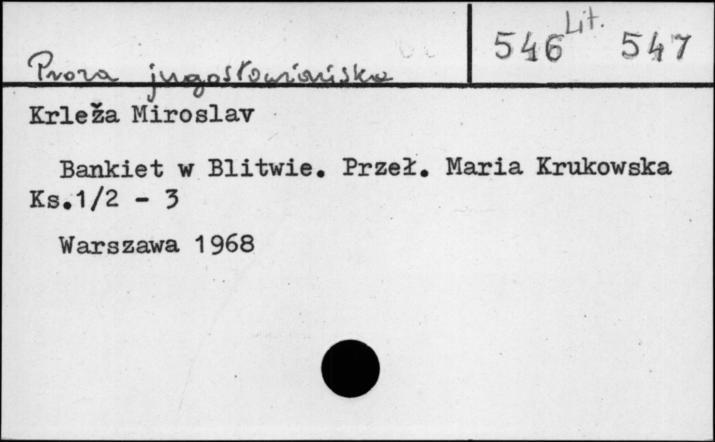 Lit.
546 547
Proza jugosłowiańska
Krleža Miroslav
Bankiet w Blitwie. Przeł. Maria Krukowska
Ks.1/2 - 3
Warszawa 1968